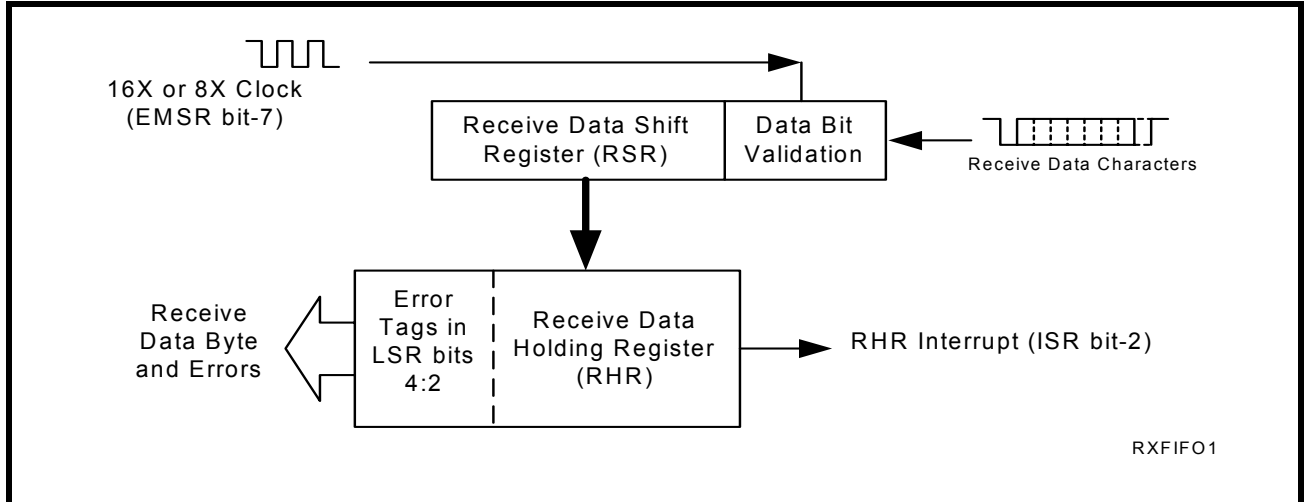 16X or 8X Clock
(EMSR bit-7)
Receive Data Shift
Register (RSR)
Data Bit
Validation
Receive Data Characters
Receive
Data Byte
and Errors
Error
Tags in
LSR bits
4:2
Receive Data
Holding Register
(RHR)
RHR Interrupt (ISR bit-2)
RXFIFO1